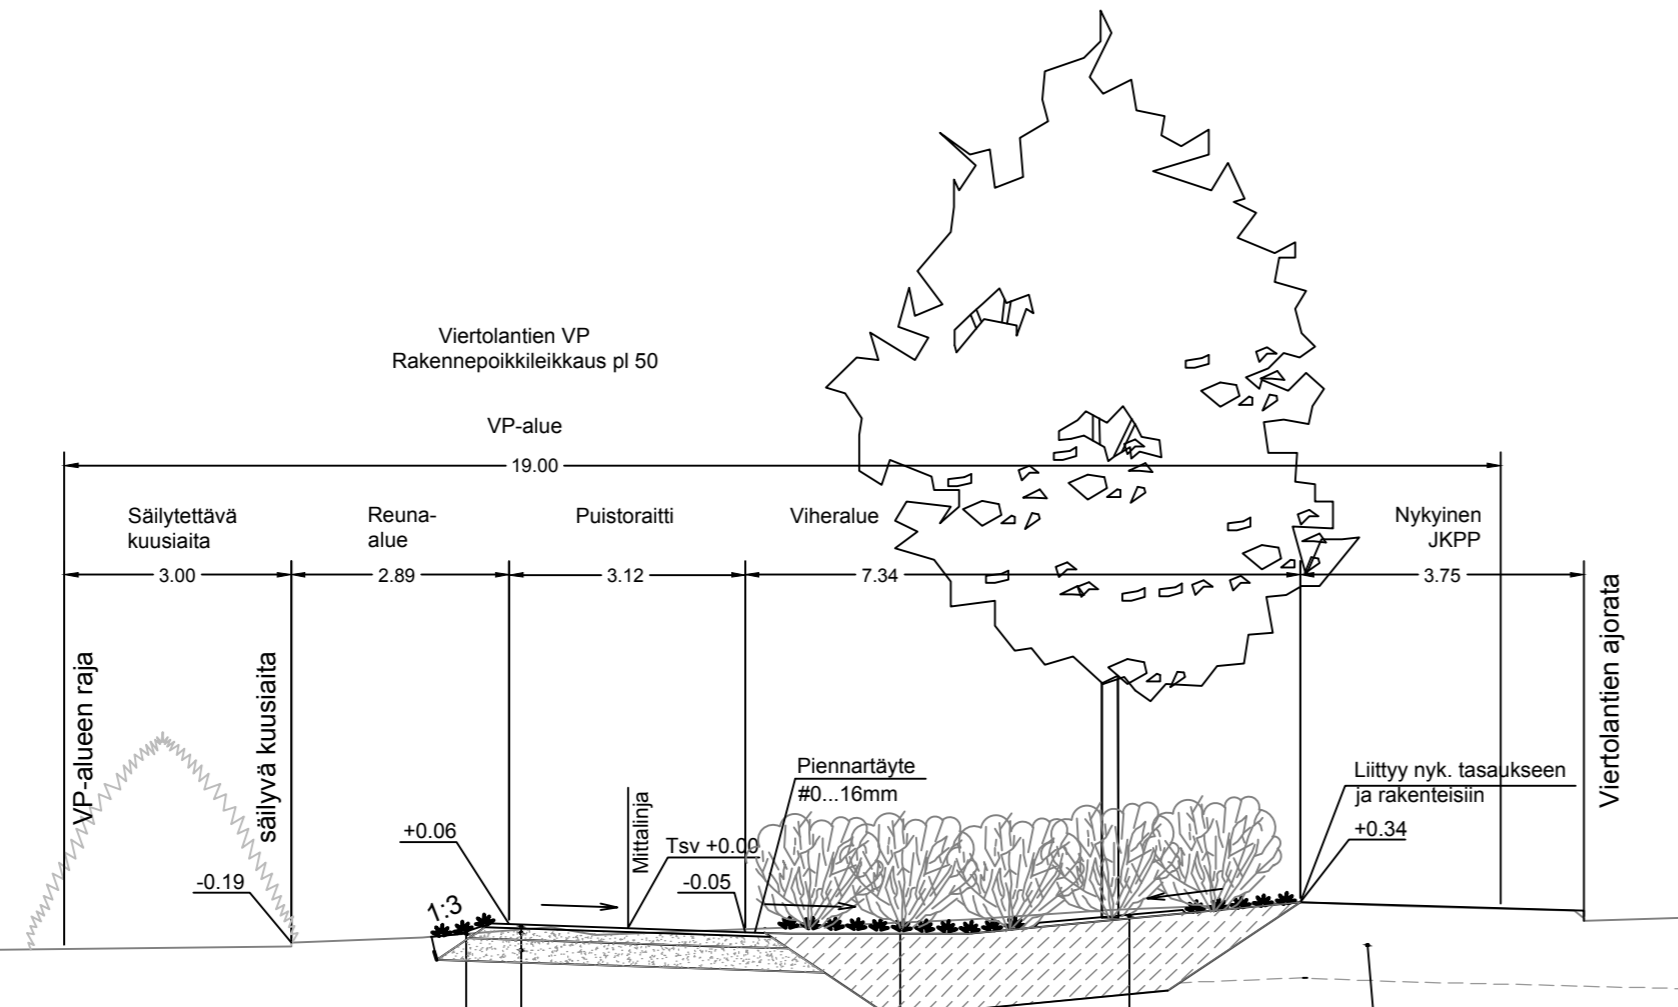 Viertolantien VP
Rakennepoikkileikkaus pl 50
VP-alue
19.00
Säilytettävä
kuusiaita
Reuna-
alue
Puistoraitti
Viheralue
Nykyinen
JKPP
3.00
2.89
3.12
7.34
3.75
VP-alueen raja
säilyvä kuusiaita
Viertolantien ajorata
Piennartäyte
#0...16mm
Liittyy nyk. tasaukseen
ja rakenteisiin
+0.34
Mittalinja
+0.06
Tsv +0.00
-0.05
-0.19
1:3